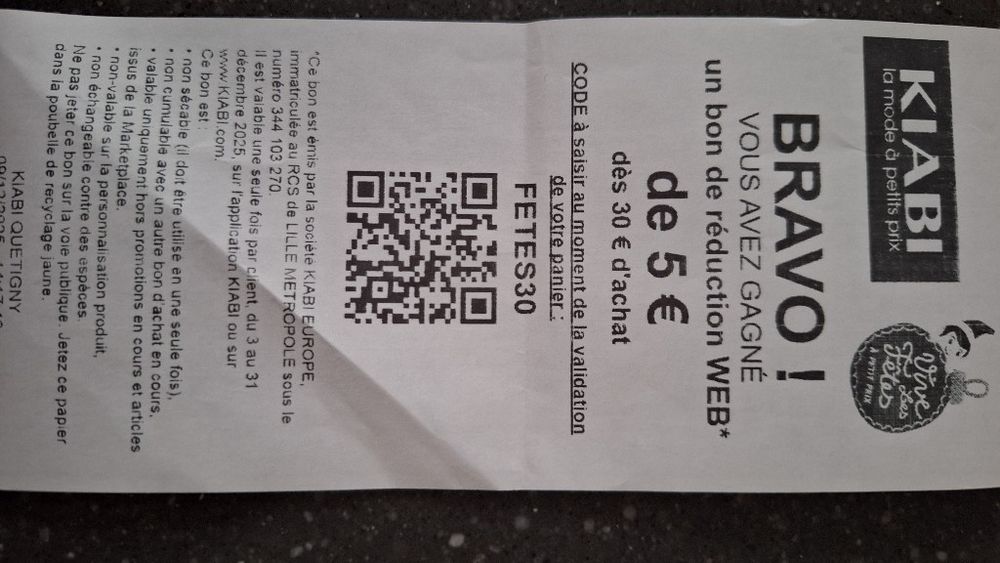 KIABI
la mode à petits prix
Vive
Les
Fêtes
À PETIT PRIX
BRAVO !
VOUS AVEZ GAGNÉ
un bon de réduction WEB*
de 5 €
dès 30 € d'achat
CODE à saisir au moment de la validation
de votre panier :
FETES30
*Ce bon est émis par la société KIABI EUROPE,
immatriculée au RCS de LILLE METROPOLE sous le
numéro 344 103 270.
Il est valable une seule fois par client, du 3 au 31
décembre 2025, sur l'application KIABI ou sur
www.KIABI.com.
Ce bon est :
• non sécable (il doit être utilisé en une seule fois),
• non cumulable avec un autre bon d'achat en cours,
• valable uniquement hors promotions en cours et articles
issus de la Marketplace.
• non-valable sur la personnalisation produit,
• non échangeable contre des espèces.
Ne pas jeter ce bon sur la voie publique. Jetez ce papier
dans la poubelle de recyclage jaune.
KIABI QUETIGNY